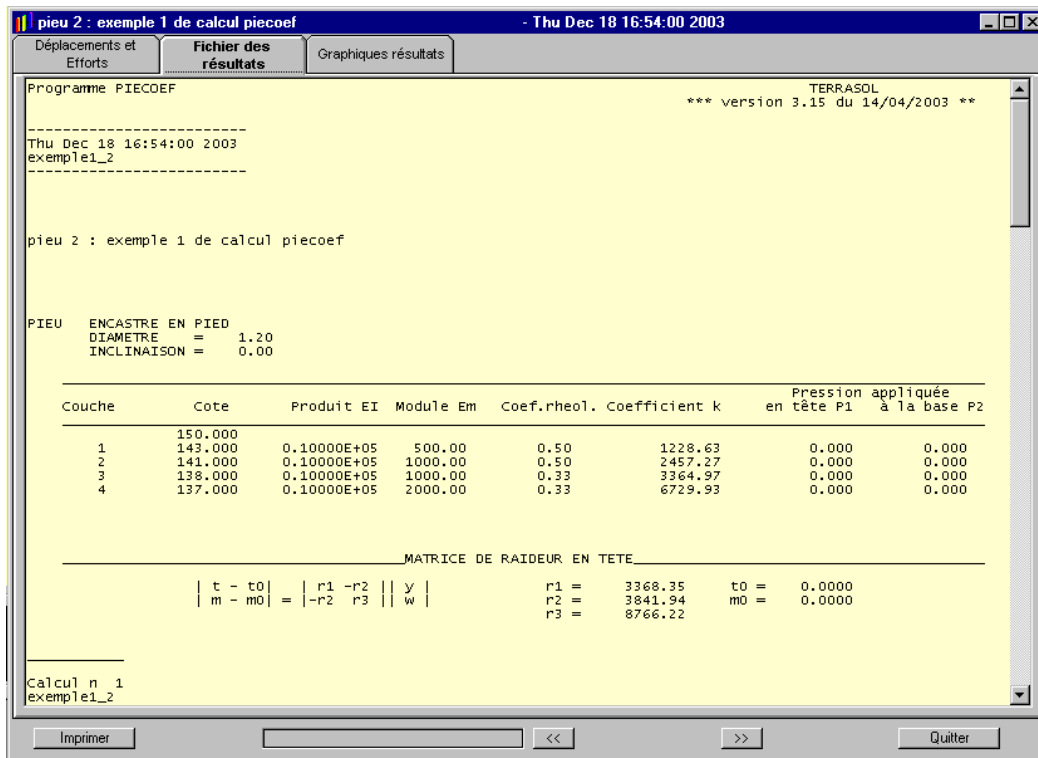 pieu 2 : exemple 1 de calcul piecoef - Thu Dec 18 16:54:00 2003
Déplacements et Efforts
Fichier des résultats
Graphiques résultats
Programme PIECOEF TERRASOL
*** version 3.15 du 14/04/2003 **
-------------------------
Thu Dec 18 16:54:00 2003
exemple1_2
-------------------------
pieu 2 : exemple 1 de calcul piecoef
PIEU ENCASTRE EN PIED
DIAMETRE = 1.20
INCLINAISON = 0.00
Pression appliquée
Couche Cote Produit EI Module Em Coef.rheol. Coefficient k en tête P1 à la base P2
150.000
1 143.000 0.10000E+05 500.00 0.50 1228.63 0.000 0.000
2 141.000 0.10000E+05 1000.00 0.50 2457.27 0.000 0.000
3 138.000 0.10000E+05 1000.00 0.33 3364.97 0.000 0.000
4 137.000 0.10000E+05 2000.00 0.33 6729.93 0.000 0.000
MATRICE DE RAIDEUR EN TETE
| t - t0| | r1 -r2 || y | r1 = 3368.35 t0 = 0.0000
| m - m0| = |-r2 r3 || w | r2 = 3841.94 m0 = 0.0000
r3 = 8766.22
Calcul n 1
exemple1_2
Imprimer << >> Quitter